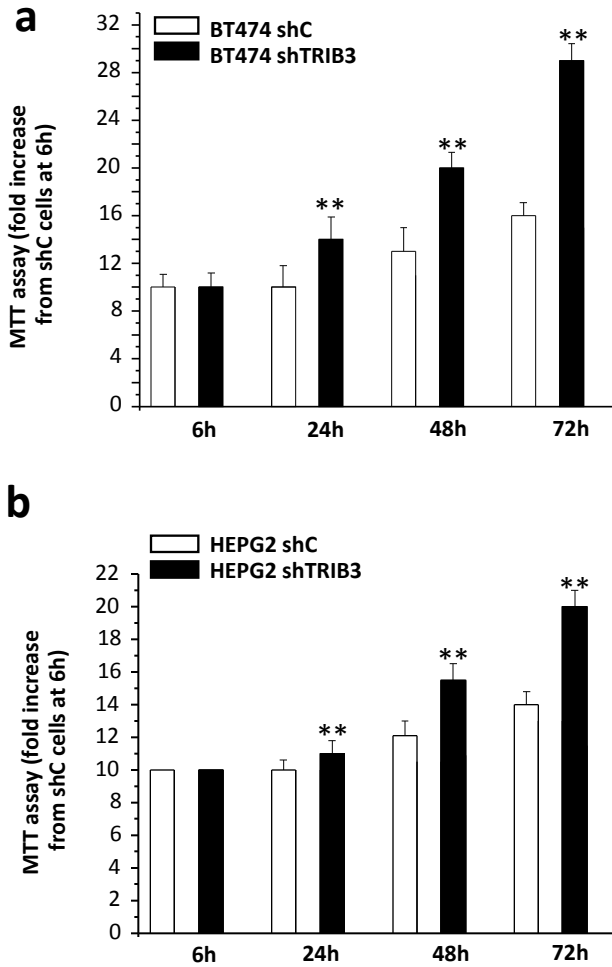 a
BT474 shC
BT474 shTRIB3
MTT assay (fold increase
from shC cells at 6h)
32
28
24
20
16
12
8
4
0
**
**
**
6h
24h
48h
72h
b
HEPG2 shC
HEPG2 shTRIB3
MTT assay (fold increase
from shC cells at 6h)
22
20
18
16
14
12
10
8
6
4
2
0
**
**
**
6h
24h
48h
72h